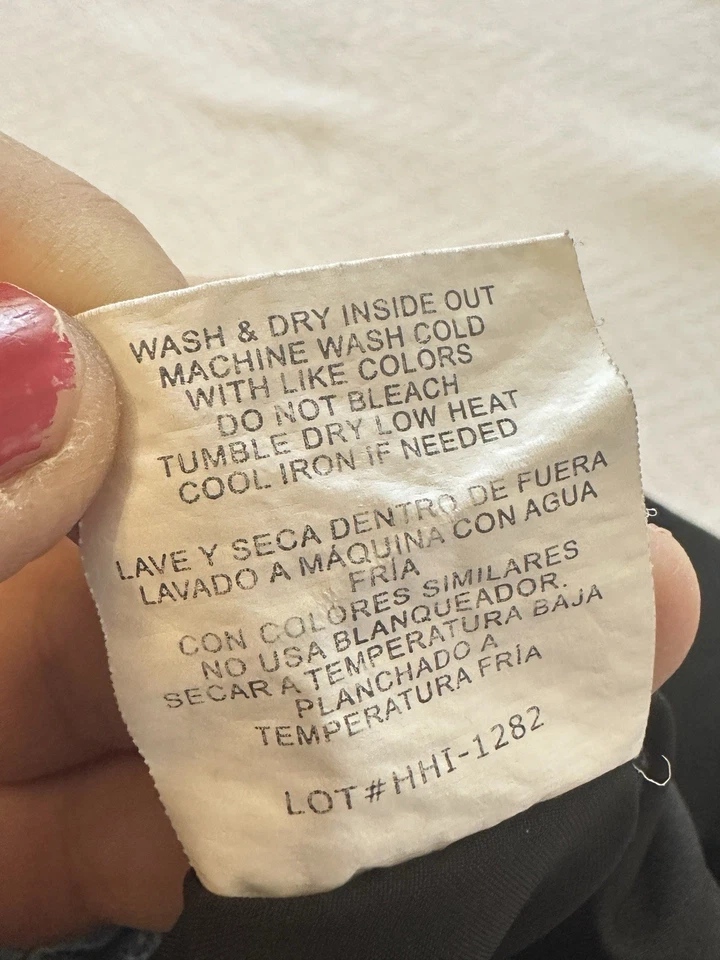 WASH & DRY INSIDE OUT
MACHINE WASH COLD
WITH LIKE COLORS
DO NOT BLEACH
TUMBLE DRY LOW HEAT
COOL IRON IF NEEDED
LAVE Y SECA DENTRO DE FUERA
LAVADO A MÁQUINA CON AGUA
FRÍA
CON COLORES SIMILARES
NO USA BLANQUEADOR.
SECAR A TEMPERATURA BAJA
PLANCHADO A
TEMPERATURA FRÍA
LOT#HHI-1282